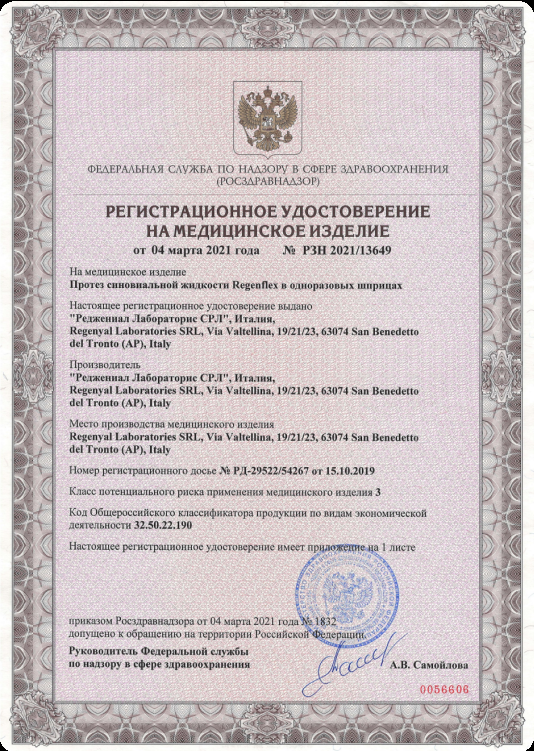 ФЕДЕРАЛЬНАЯ СЛУЖБА ПО НАДЗОРУ В СФЕРЕ ЗДРАВООХРАНЕНИЯ
(РОСЗДРАВНАДЗОР)
РЕГИСТРАЦИОННОЕ УДОСТОВЕРЕНИЕ
НА МЕДИЦИНСКОЕ ИЗДЕЛИЕ
от 04 марта 2021 года № РЗН 2021/13649
На медицинское изделие
Протез синовиальной жидкости Regenflex в одноразовых шприцах
Настоящее регистрационное удостоверение выдано
"Редженнал Лабораторис СРЛ", Италия,
Regenyal Laboratories SRL, Via Valtellina, 19/21/23, 63074 San Benedetto
del Tronto (AP), Italy
Производитель
"Редженнал Лабораторис СРЛ", Италия,
Regenyal Laboratories SRL, Via Valtellina, 19/21/23, 63074 San Benedetto
del Tronto (AP), Italy
Место производства медицинского изделия
Regenyal Laboratories SRL, Via Valtellina, 19/21/23, 63074 San Benedetto
del Tronto (AP), Italy
Номер регистрационного досье № РД-29522/54267 от 15.10.2019
Класс потенциального риска применения медицинского изделия 3
Код Общероссийского классификатора продукции по видам экономической
деятельности 32.50.22.190
Настоящее регистрационное удостоверение имеет приложение на 1 листе
приказом Росздравнадзора от 04 марта 2021 года № 1832
допущено к обращению на территории Российской Федерации.
Руководитель Федеральной службы
по надзору в сфере здравоохранения
А.В. Самойлова
0056606